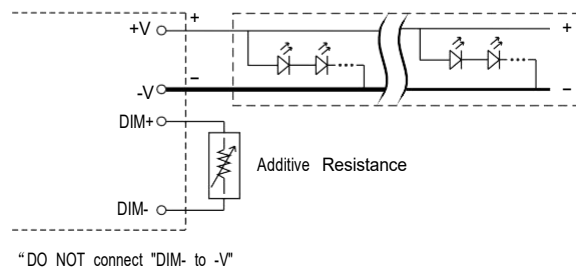 +V + +
-V − −
DIM+
Additive Resistance
DIM-
“DO NOT connect "DIM- to -V"